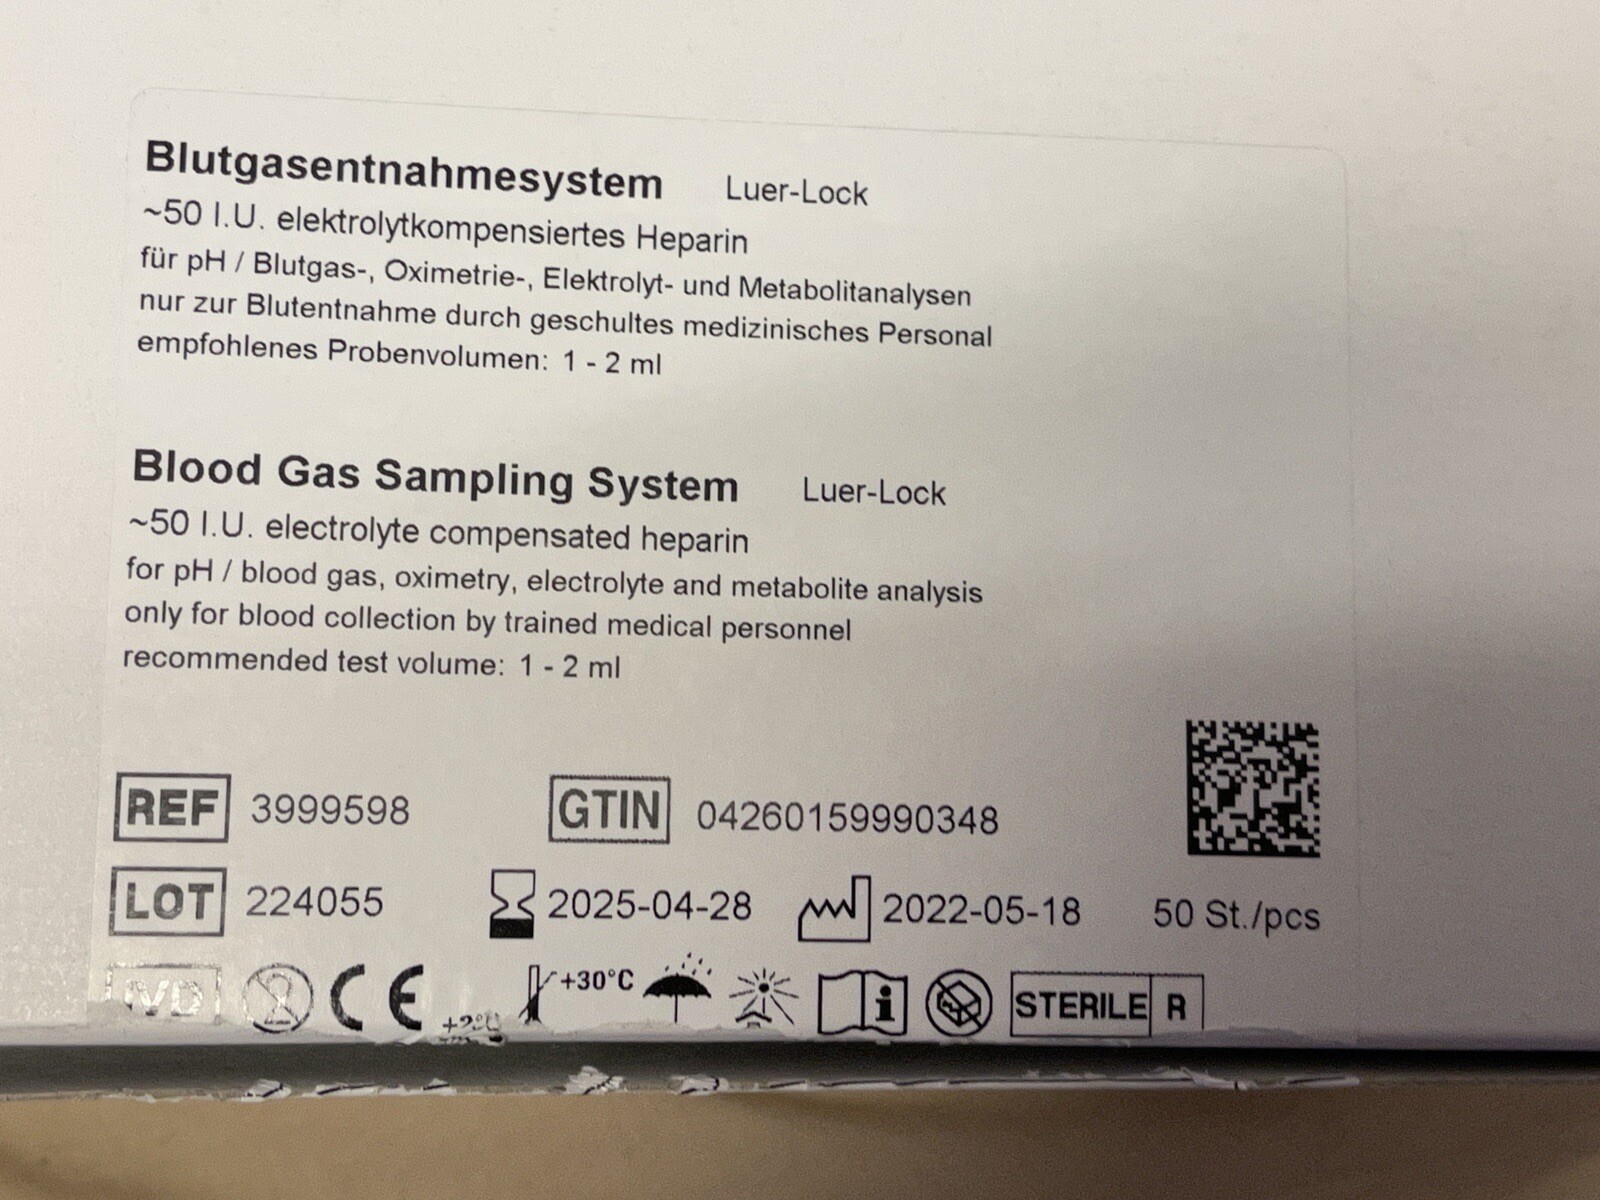 Blutgasentnahmesystem Luer-Lock
~50 I.U. elektrolytkompensiertes Heparin
für pH / Blutgas-, Oximetrie-, Elektrolyt- und Metabolitanalysen
nur zur Blutentnahme durch geschultes medizinisches Personal
empfohlenes Probenvolumen: 1 - 2 ml
Blood Gas Sampling System Luer-Lock
~50 I.U. electrolyte compensated heparin
for pH / blood gas, oximetry, electrolyte and metabolite analysis
only for blood collection by trained medical personnel
recommended test volume: 1 - 2 ml
REF 3999598 GTIN 04260159990348
LOT 224055 2025-04-28 2022-05-18 50 St./pcs
IVD 2 CE +30°C i STERILE R